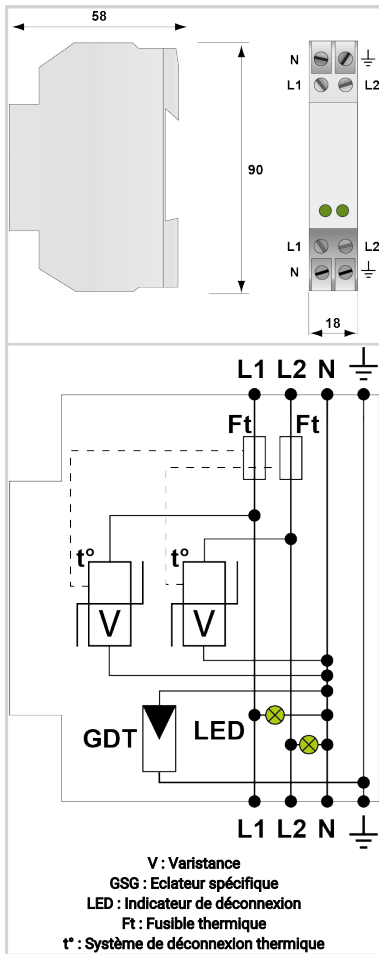 58
90
N
L1 L2
L1 L2
N
18
L1 L2 N
Ft Ft
t° t°
V V
GDT LED
L1 L2 N
V : Varistance
GSG : Eclateur spécifique
LED : Indicateur de déconnexion
Ft : Fusible thermique
t° : Système de déconnexion thermique